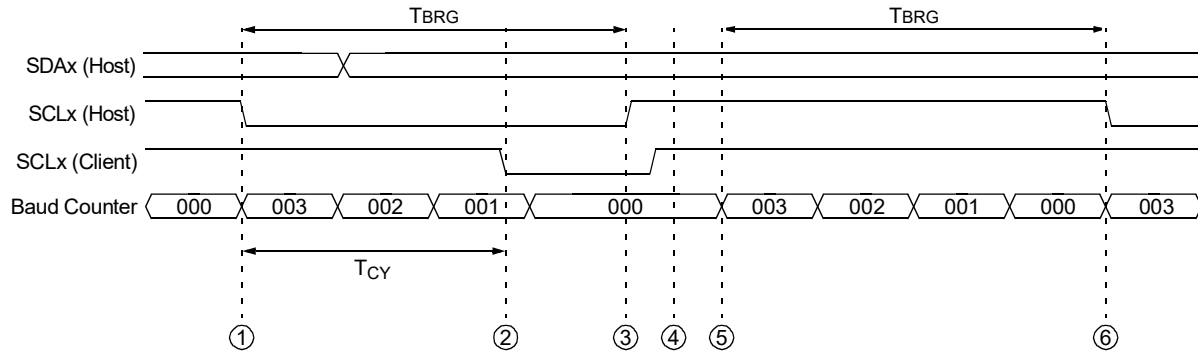 TBRG TBRG
SDAx (Host)
SCLx (Host)
SCLx (Client)
Baud Counter 000 003 002 001 000 003 002 001 000 003
TCY
1 2 3 4 5 6